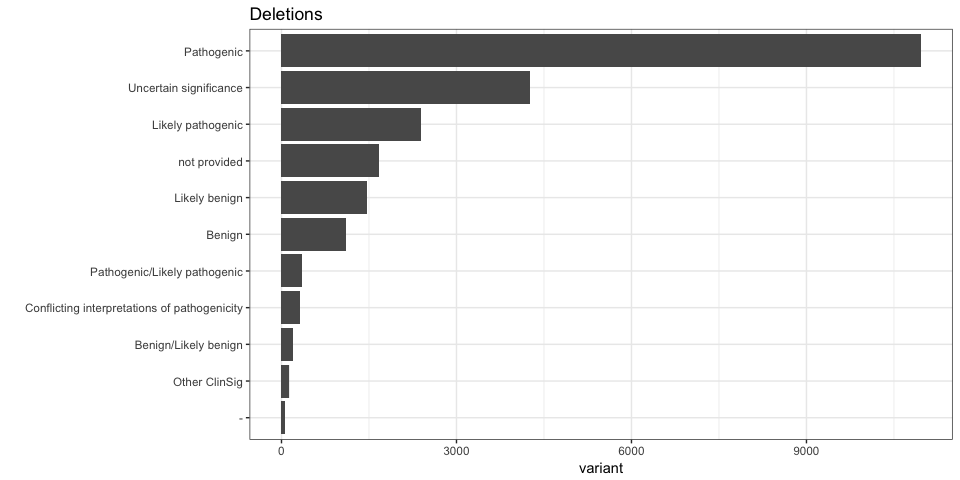 Deletions
Pathogenic
Uncertain significance
Likely pathogenic
not provided
Likely benign
Benign
Pathogenic/Likely pathogenic
Conflicting interpretations of pathogenicity
Benign/Likely benign
Other ClinSig
-
0 3000 6000 9000
variant